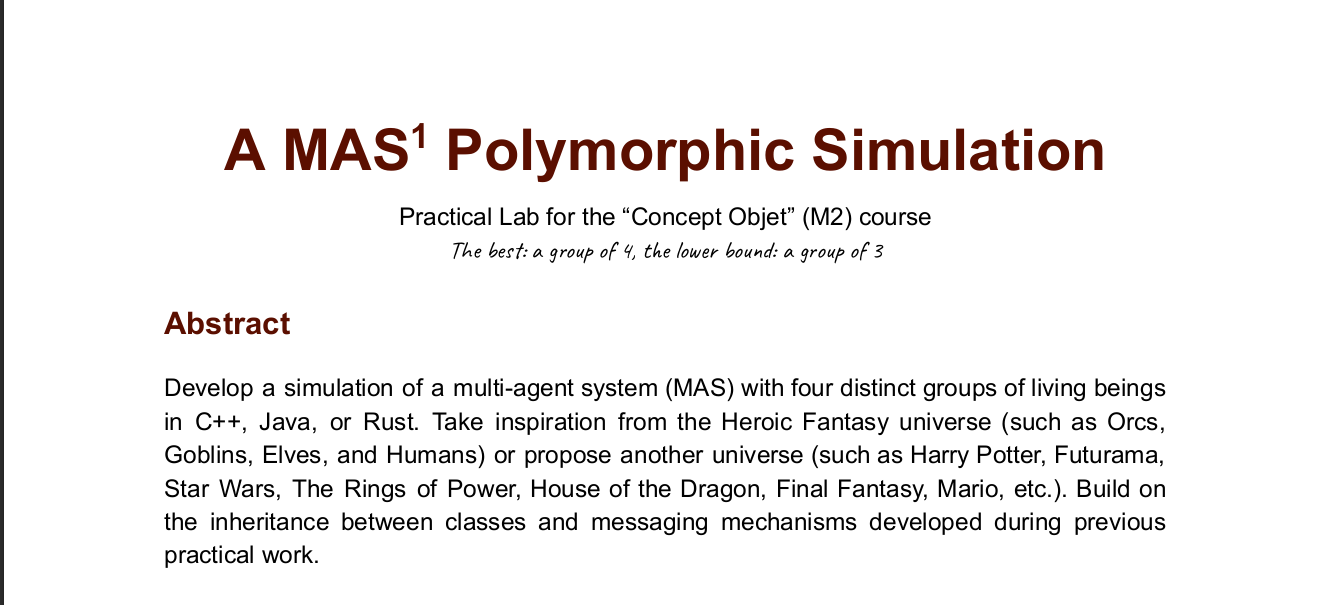 A MAS¹ Polymorphic Simulation
Practical Lab for the “Concept Objet” (M2) course
The best: a group of 4, the lower bound: a group of 3
Abstract
Develop a simulation of a multi-agent system (MAS) with four distinct groups of living beings
in C++, Java, or Rust. Take inspiration from the Heroic Fantasy universe (such as Orcs,
Goblins, Elves, and Humans) or propose another universe (such as Harry Potter, Futurama,
Star Wars, The Rings of Power, House of the Dragon, Final Fantasy, Mario, etc.). Build on
the inheritance between classes and messaging mechanisms developed during previous
practical work.